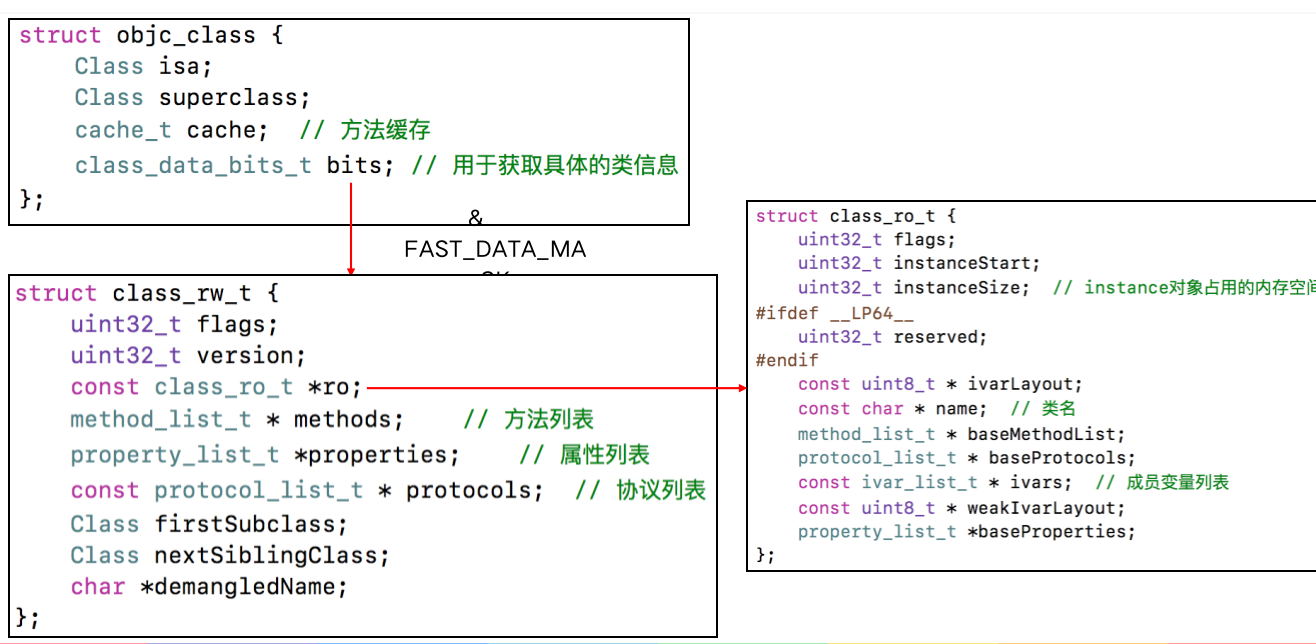 struct objc_class {
    Class isa;
    Class superclass;
    cache_t cache;  // 方法缓存
    class_data_bits_t bits; // 用于获取具体的类信息
};
&
FAST_DATA_MA
struct class_rw_t {
    uint32_t flags;
    uint32_t version;
    const class_ro_t *ro;
    method_list_t * methods;    // 方法列表
    property_list_t *properties;    // 属性列表
    const protocol_list_t * protocols;  // 协议列表
    Class firstSubclass;
    Class nextSiblingClass;
    char *demangledName;
};
struct class_ro_t {
    uint32_t flags;
    uint32_t instanceStart;
    uint32_t instanceSize;  // instance对象占用的内存空间
#ifdef __LP64__
    uint32_t reserved;
#endif
    const uint8_t * ivarLayout;
    const char * name;  // 类名
    method_list_t * baseMethodList;
    protocol_list_t * baseProtocols;
    const ivar_list_t * ivars;  // 成员变量列表
    const uint8_t * weakIvarLayout;
    property_list_t *baseProperties;
};